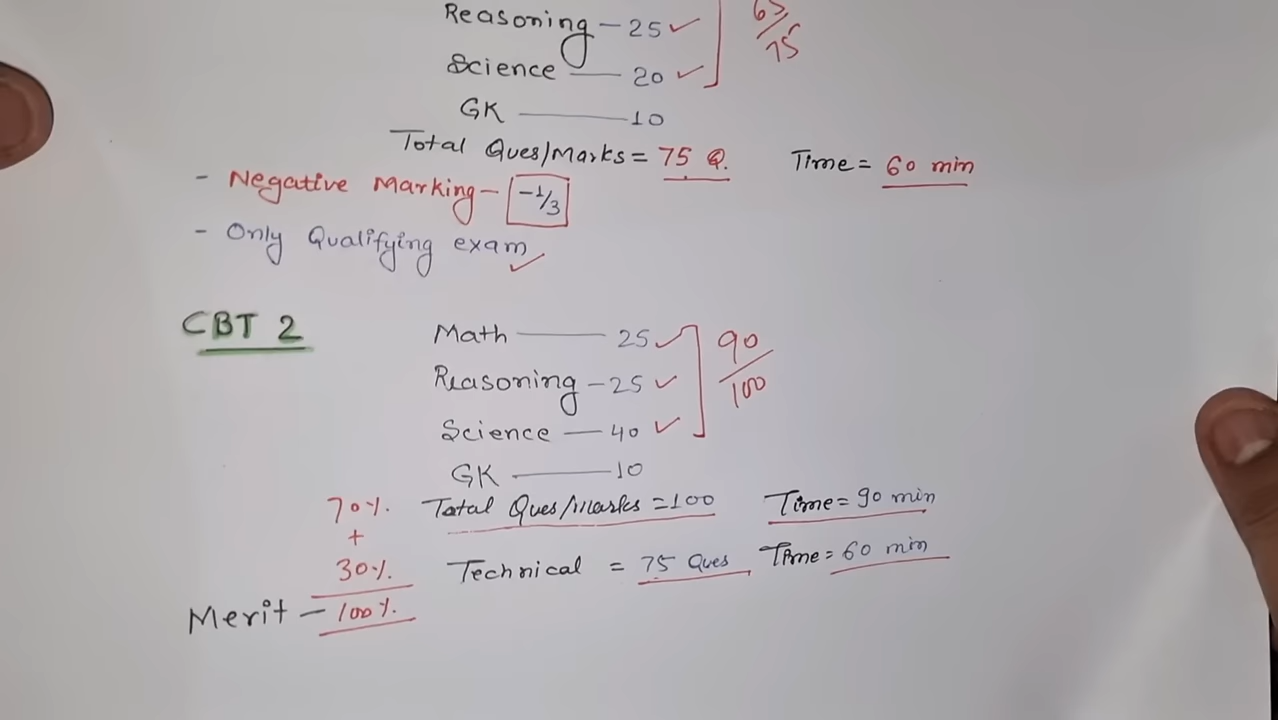 Reasoning – 25 ✓
Science — 20 ✓
65/75
GK — 10
Total Ques/Marks = 75 Q. Time = 60 min
- Negative Marking – -1/3
- Only Qualifying exam ✓
CBT 2
Math — 25 ✓
Reasoning – 25 ✓
Science — 40 ✓
90/100
GK — 10
70% Total Ques/Marks = 100 Time = 90 min
+
30% Technical = 75 Ques Time = 60 min
Merit – 100%